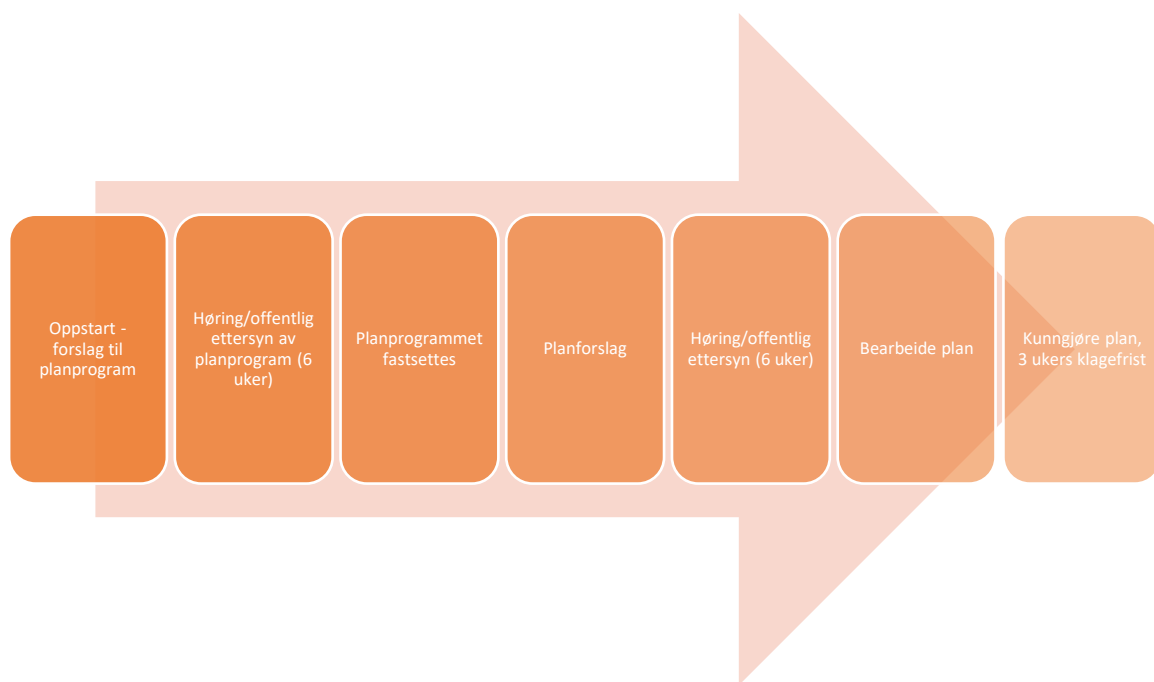 Oppstart -
forslag til
planprogram
Høring/offentlig
ettersyn av
planprogram (6
uker)
Planprogrammet
fastsettes
Planforslag
Høring/offentlig
ettersyn (6 uker)
Bearbeide plan
Kunngjøre plan,
3 ukers klagefrist